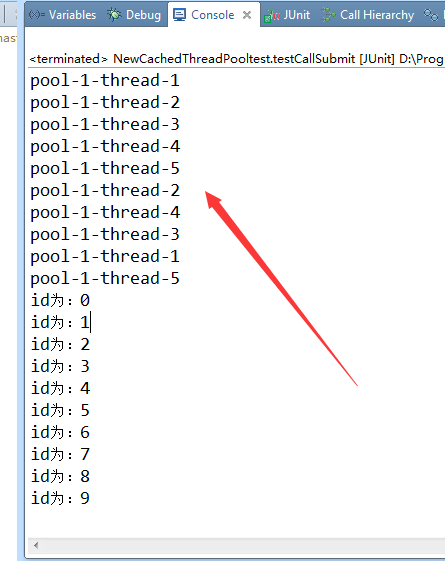 nas
Variables
Debug
Console
JUnit
Call Hierarchy
<terminated> NewCachedThreadPooltest.testCallSubmit [JUnit] D:\Prog
pool-1-thread-1
pool-1-thread-2
pool-1-thread-3
pool-1-thread-4
pool-1-thread-5
pool-1-thread-2
pool-1-thread-4
pool-1-thread-3
pool-1-thread-1
pool-1-thread-5
id为：0
id为：1
id为：2
id为：3
id为：4
id为：5
id为：6
id为：7
id为：8
id为：9